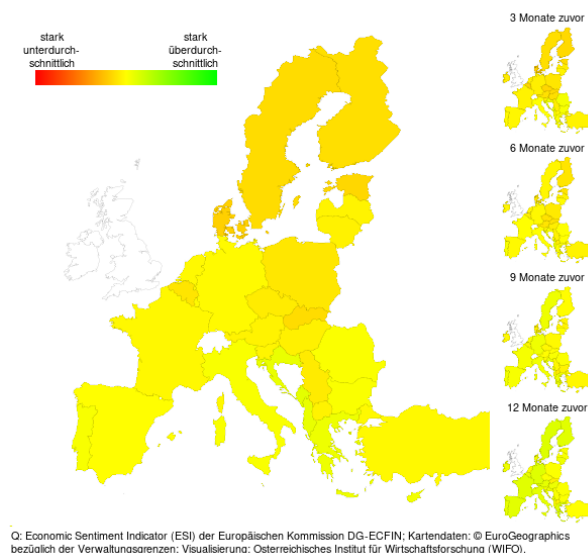 stark
unterdurch-
schnittlich
stark
überdurch-
schnittlich
3 Monate zuvor
6 Monate zuvor
9 Monate zuvor
12 Monate zuvor
Q: Economic Sentiment Indicator (ESI) der Europäischen Kommission DG-ECFIN; Kartendaten: © EuroGeographics
bezüglich der Verwaltungsgrenzen; Visualisierung: Österreichisches Institut für Wirtschaftsforschung (WIFO).